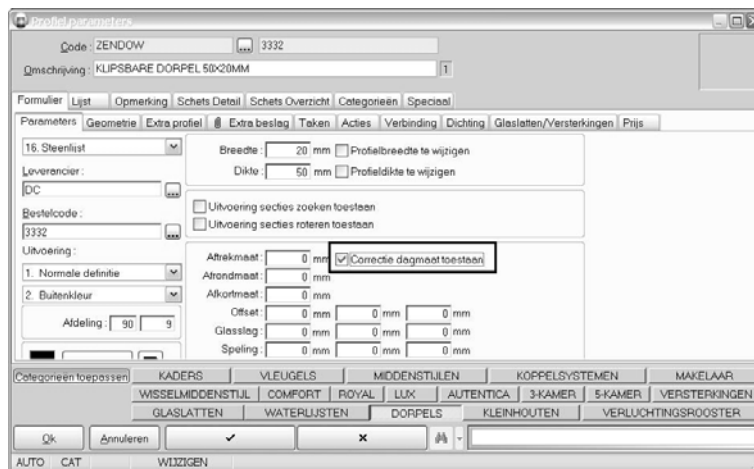 Profiel parameters
Code : ZENDOW ... 3332
Omschrijving : KLIPSBARE DORPEL 50X20MM 1
Formulier Lijst Opmerking Schets Detail Schets Overzicht Categorieën Speciaal
Parameters Geometrie Extra profiel Extra beslag Taken Acties Verbinding Dichting Glaslatten/Versterkingen Prijs
16. Steenlijst
Breedte : 20 mm Profielbreedte te wijzigen
Leverancier :
Dikte : 50 mm Profieldikte te wijzigen
DC ...
Bestelcode :
Uitvoering secties zoeken toestaan
3332 ...
Uitvoering secties roteren toestaan
Uitvoering :
Aftrekmaat : 0 mm Correctie dagmaat toestaan
1. Normale definitie
Afrondmaat : 0 mm
2. Buitenkleur
Afkortmaat : 0 mm
Offset : 0 mm 0 mm 0 mm
Afdeling : 90 9
Glasslag : 0 mm 0 mm 0 mm
Speling : 0 mm 0 mm 0 mm
Categorieën toepassen KADERS VLEUGELS MIDDENSTIJLEN KOPPELSYSTEMEN MAKELAAR
WISSELMIDDENSTIJL COMFORT ROYAL LUX AUTENTICA 3-KAMER 5-KAMER VERSTERKINGEN
GLASLATTEN WATERLIJSTEN DORPELS KLEINHOUTEN VERLUCHTINGSROOSTER
Ok Annuleren
AUTO CAT WIJZIGEN